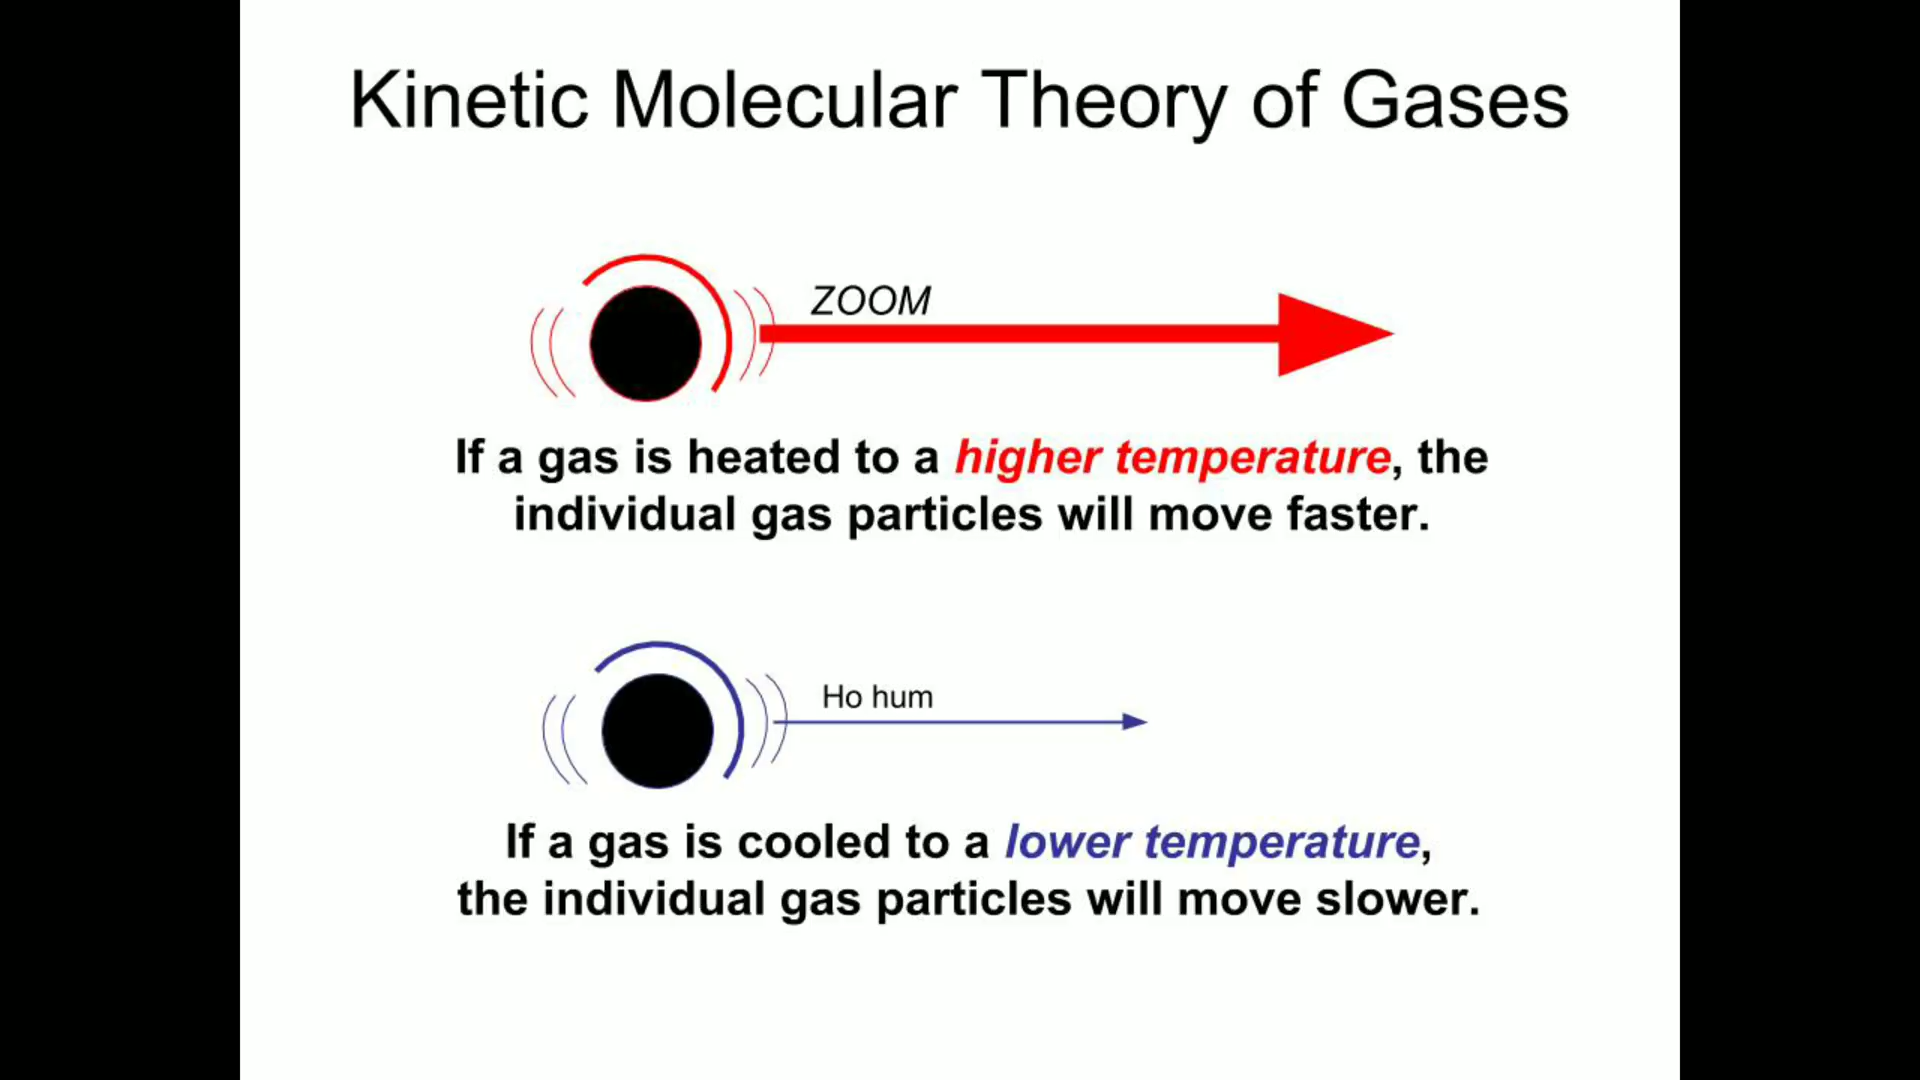 Kinetic Molecular Theory of Gases
ZOOM
If a gas is heated to a higher temperature, the
individual gas particles will move faster.
Ho hum
If a gas is cooled to a lower temperature,
the individual gas particles will move slower.